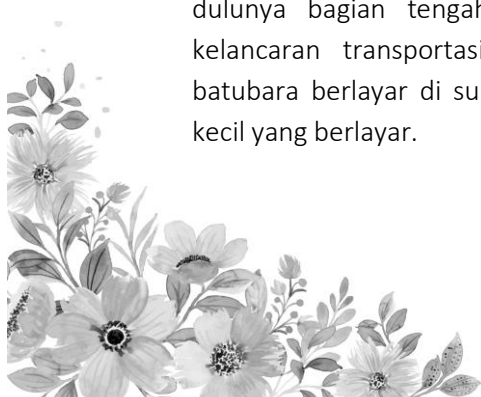 dulunya bagian tengah
kelancaran transportasi
batubara berlayar di su
kecil yang berlayar.